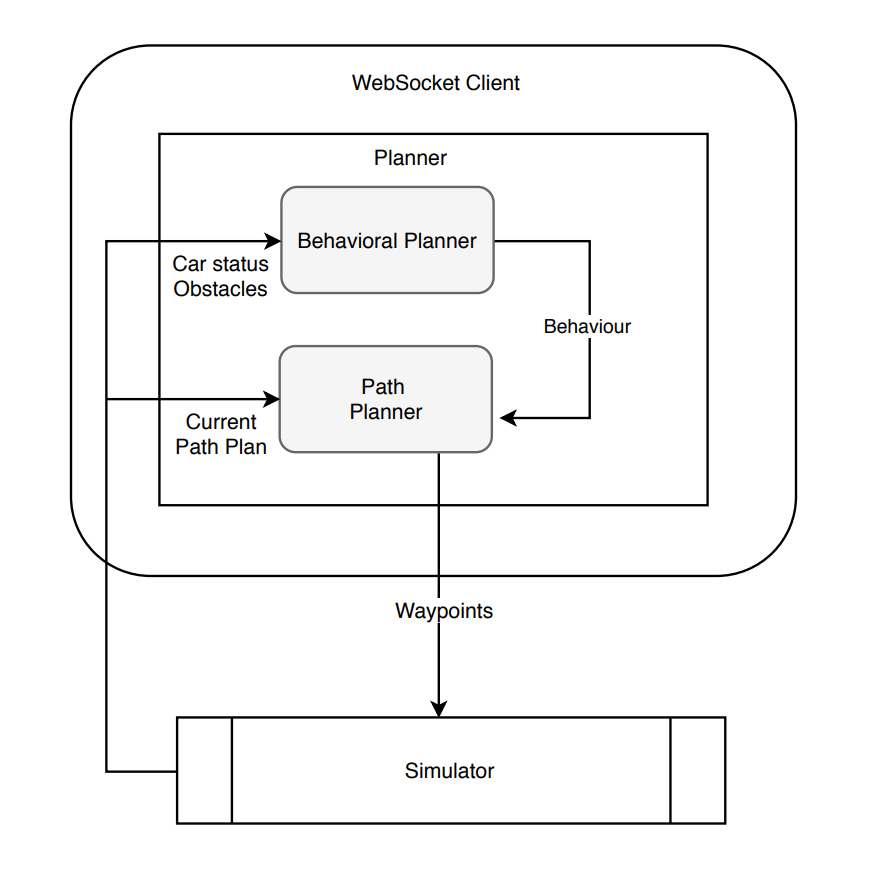 WebSocket Client
Planner
Behavioral Planner
Car status
Obstacles
Behaviour
Path
Planner
Current
Path Plan
Waypoints
Simulator